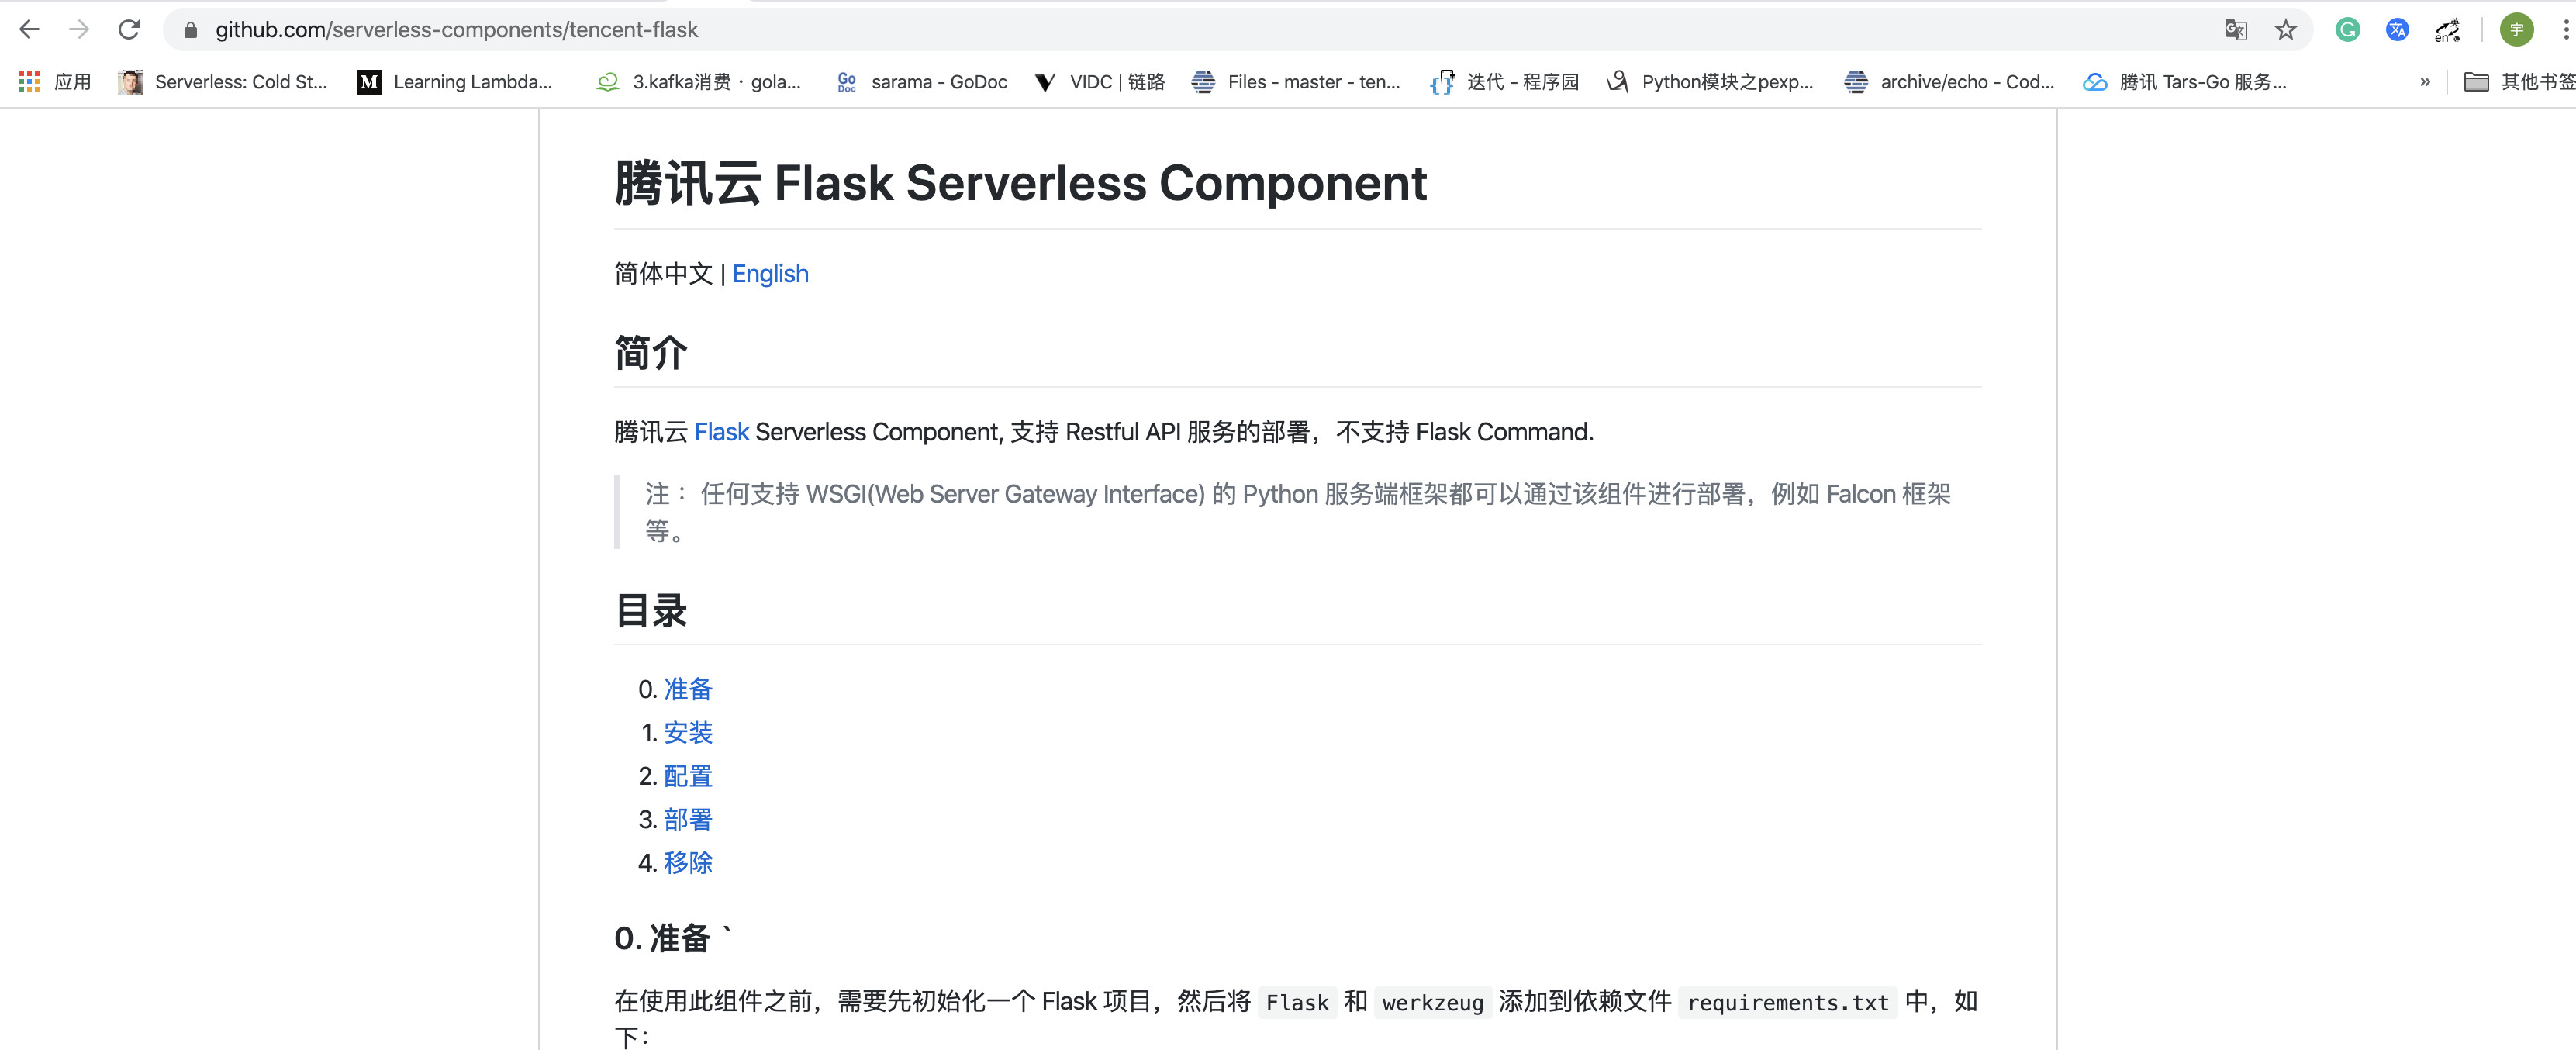 github.com/serverless-components/tencent-flask
应用 Serverless: Cold St... Learning Lambda... 3.kafka消费 · gola... Go Doc sarama - GoDoc VIDC | 链路 Files - master - ten... 迭代 - 程序园 Python模块之pexp... archive/echo - Cod... 腾讯 Tars-Go 服务... » 其他书签
腾讯云 Flask Serverless Component
简体中文 | English
简介
腾讯云 Flask Serverless Component, 支持 Restful API 服务的部署，不支持 Flask Command.
注 ： 任何支持 WSGI(Web Server Gateway Interface) 的 Python 服务端框架都可以通过该组件进行部署，例如 Falcon 框架
等。
目录
0. 准备
1. 安装
2. 配置
3. 部署
4. 移除
0. 准备 `
在使用此组件之前，需要先初始化一个 Flask 项目，然后将 Flask 和 werkzeug 添加到依赖文件 requirements.txt 中，如
下：